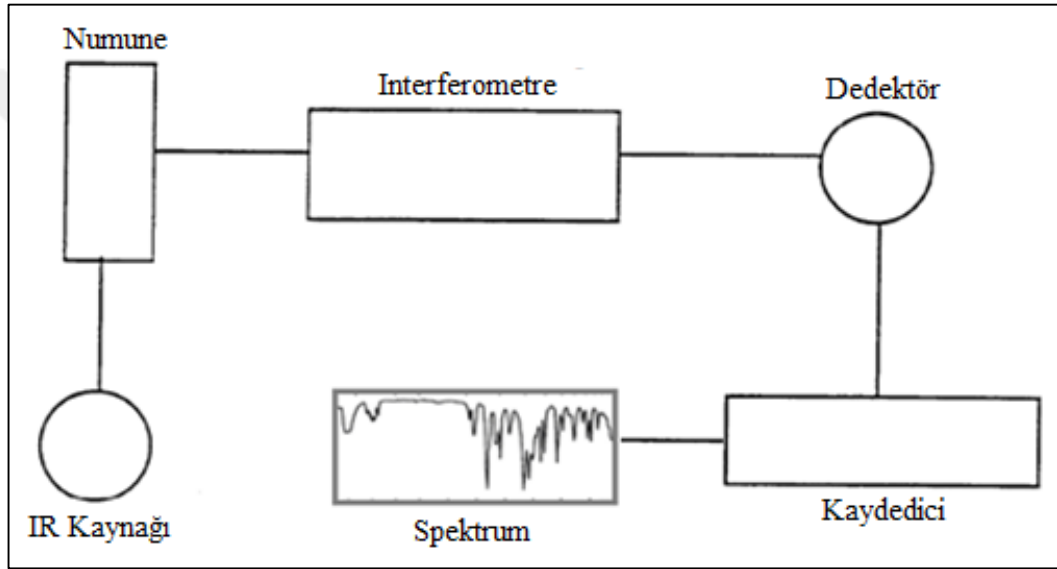 Numune
Interferometre
Dedektör
IR Kaynağı
Spektrum
Kaydedici